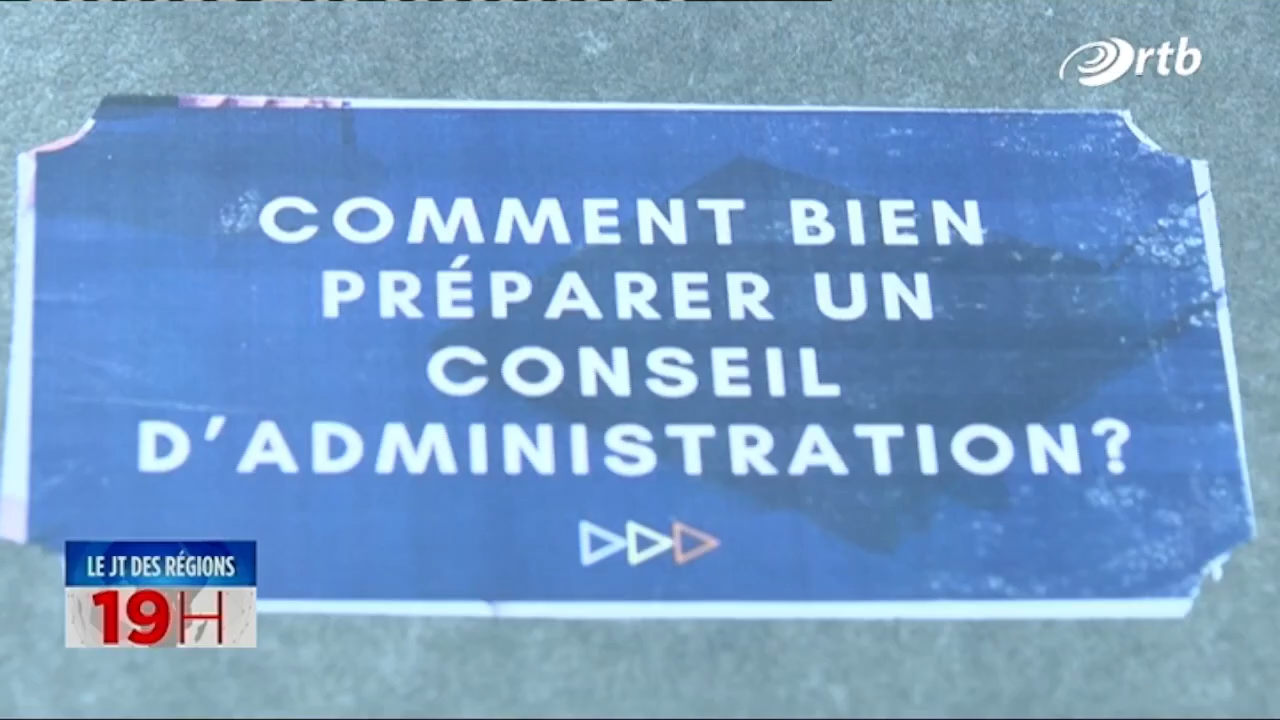 rtb
COMMENT BIEN
PRÉPARER UN
CONSEIL
D'ADMINISTRATION?
LE JT DES RÉGIONS
19H